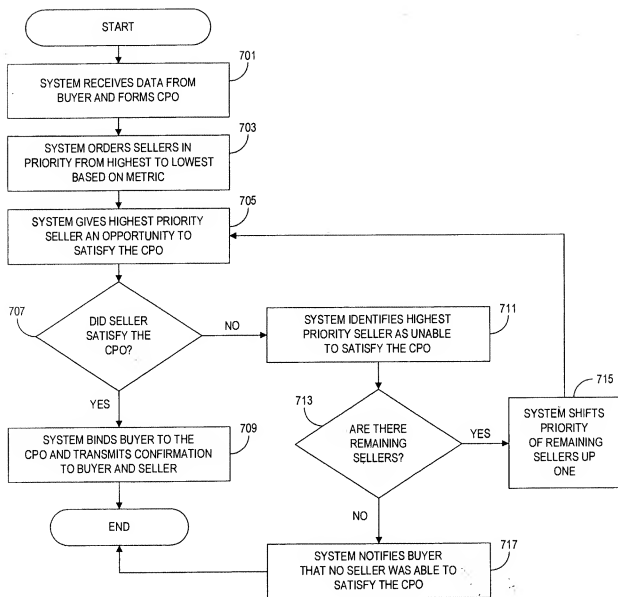 START
701
SYSTEM RECEIVES DATA FROM
BUYER AND FORMS CPO
703
SYSTEM ORDERS SELLERS IN
PRIORITY FROM HIGHEST TO LOWEST
BASED ON METRIC
705
SYSTEM GIVES HIGHEST PRIORITY
SELLER AN OPPORTUNITY TO
SATISFY THE CPO
707
DID SELLER
SATISFY THE
CPO?
NO
YES
711
SYSTEM IDENTIFIES HIGHEST
PRIORITY SELLER AS UNABLE
TO SATISFY THE CPO
713
ARE THERE
REMAINING
SELLERS?
YES
NO
715
SYSTEM SHIFTS
PRIORITY
OF REMAINING
SELLERS UP
ONE
709
SYSTEM BINDS BUYER TO THE
CPO AND TRANSMITS CONFIRMATION
TO BUYER AND SELLER
END
717
SYSTEM NOTIFIES BUYER
THAT NO SELLER WAS ABLE TO
SATISFY THE CPO